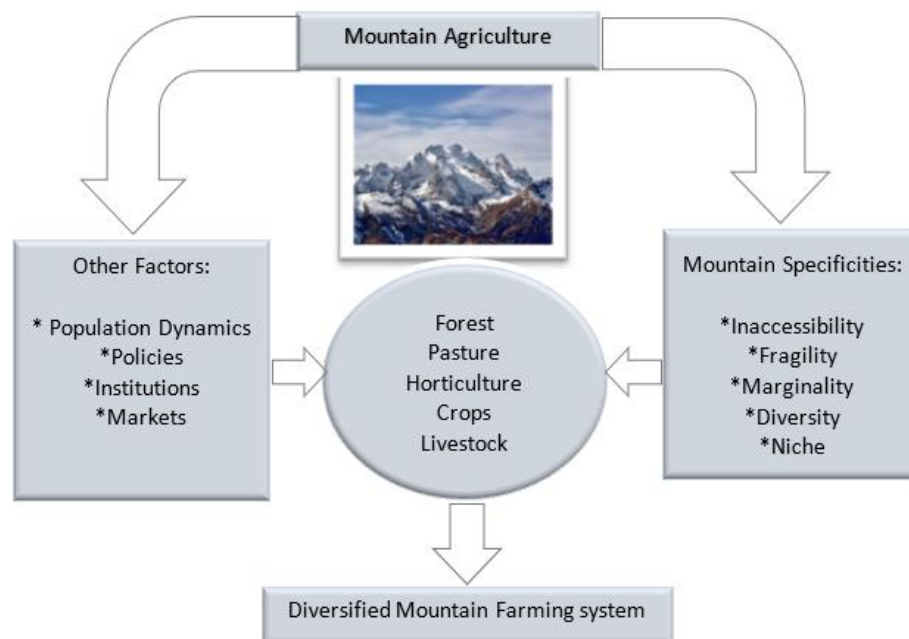 Mountain Agriculture
Other Factors:
* Population Dynamics
*Policies
*Institutions
*Markets
Forest
Pasture
Horticulture
Crops
Livestock
Mountain Specificities:
*Inaccessibility
*Fragility
*Marginality
*Diversity
*Niche
Diversified Mountain Farming system